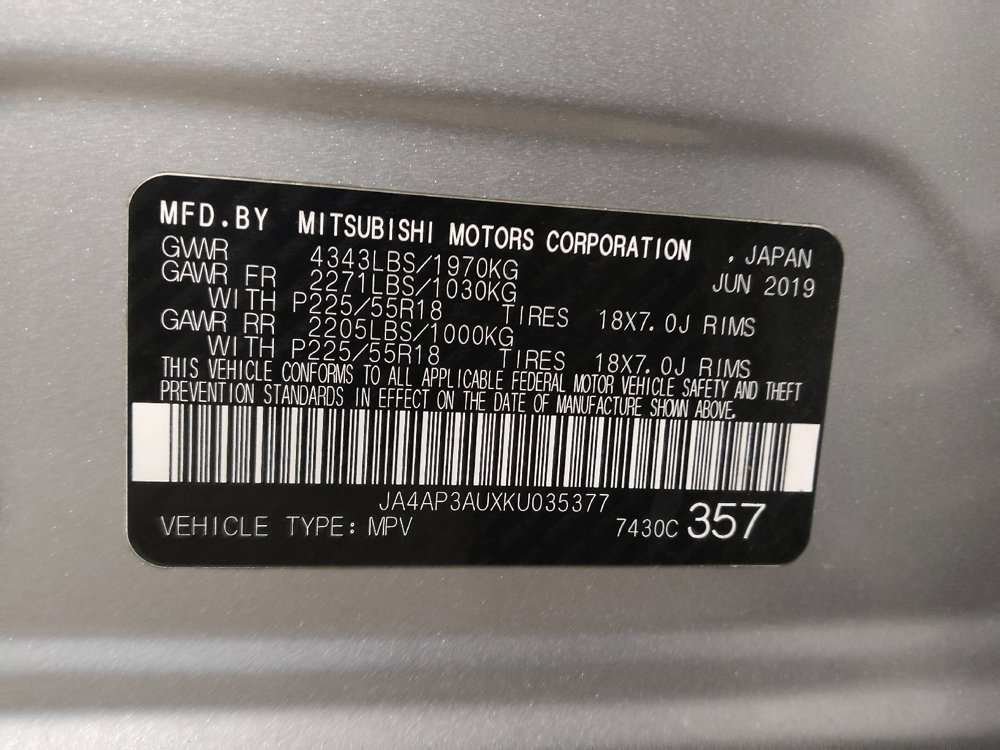 MFD.BY MITSUBISHI MOTORS CORPORATION , JAPAN
GVWR 4343LBS/1970KG JUN 2019
GAWR FR 2271LBS/1030KG
WITH P225/55R18 TIRES 18X7.0J RIMS
GAWR RR 2205LBS/1000KG
WITH P225/55R18 TIRES 18X7.0J RIMS
THIS VEHICLE CONFORMS TO ALL APPLICABLE FEDERAL MOTOR VEHICLE SAFETY AND THEFT
PREVENTION STANDARDS IN EFFECT ON THE DATE OF MANUFACTURE SHOWN ABOVE.
JA4AP3AUXKU035377
VEHICLE TYPE: MPV 7430C 357